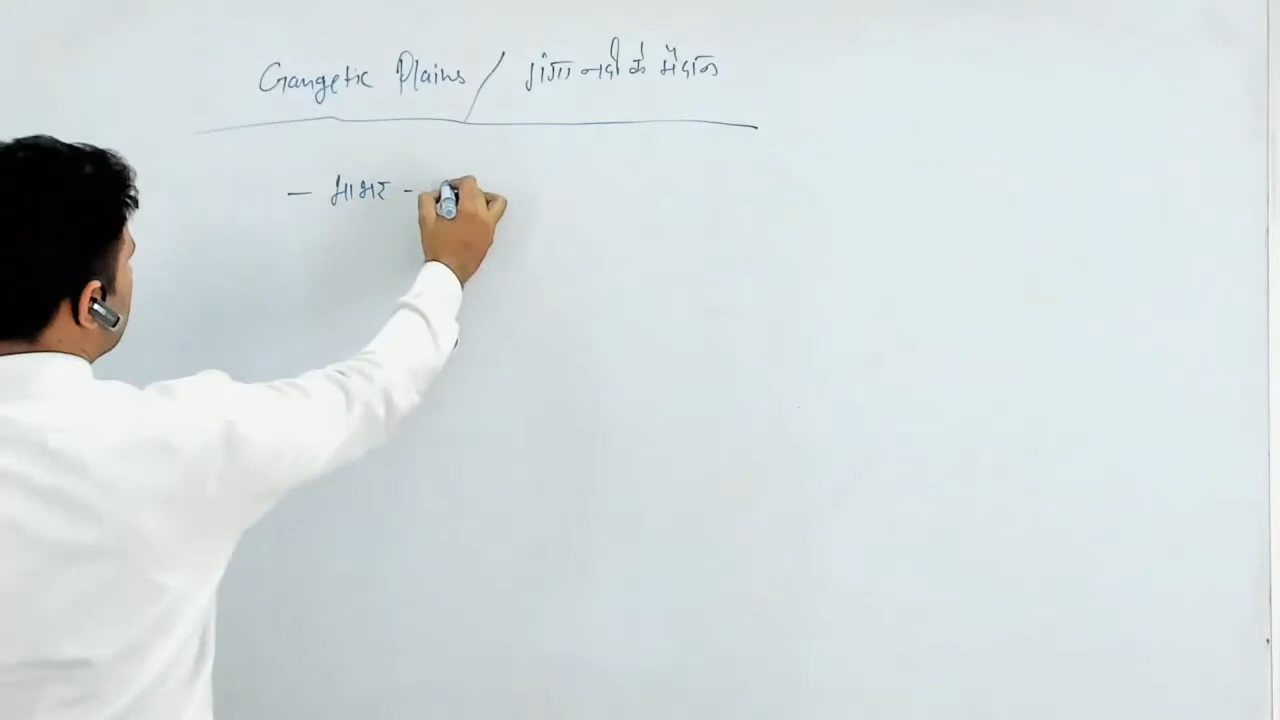 Gangetic Plains / गंगा नदी के मैदान
— भाभर -